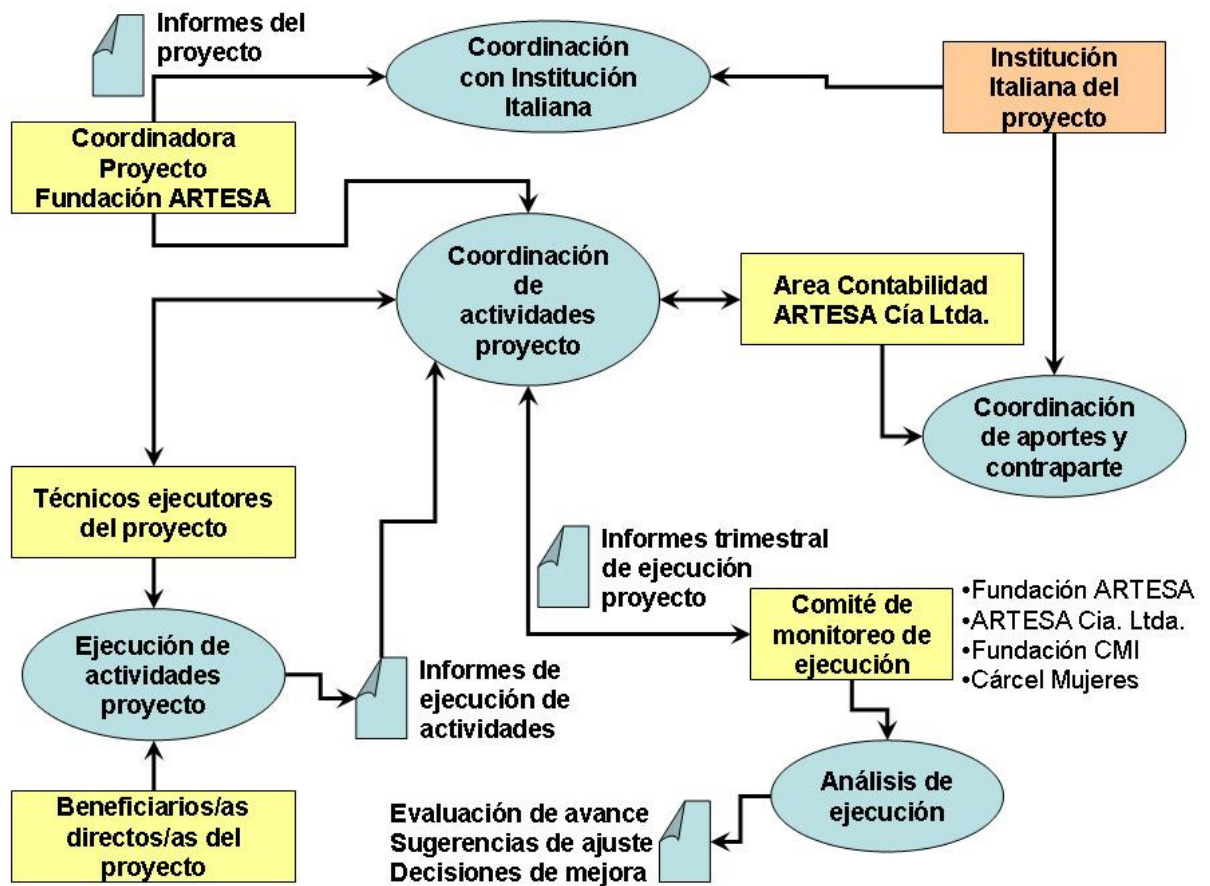 Informes del
proyecto
Coordinación
con Institución
Italiana
Institución
Italiana del
proyecto
Coordinadora
Proyecto
Fundación ARTESA
Coordinación
de
actividades
proyecto
Area Contabilidad
ARTESA Cía Ltda.
Coordinación
de aportes y
contraparte
Técnicos ejecutores
del proyecto
Informes trimestral
de ejecución
proyecto
Comité de
monitoreo de
ejecución
•Fundación ARTESA
•ARTESA Cia. Ltda.
•Fundación CMI
•Cárcel Mujeres
Ejecución de
actividades
proyecto
Informes de
ejecución de
actividades
Beneficiarios/as
directos/as del
proyecto
Análisis de
ejecución
Evaluación de avance
Sugerencias de ajuste
Decisiones de mejora